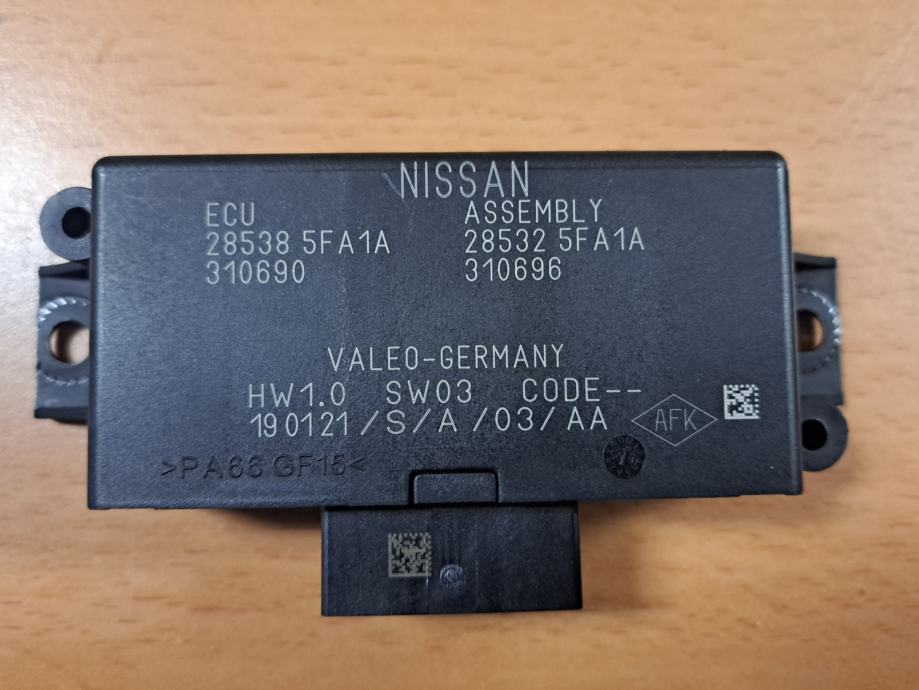 NISSAN
ECU
28538 5FA1A
310690
ASSEMBLY
28532 5FA1A
310696
VALEO-GERMANY
HW1.0 SW03 CODE--
190121/S/A/03/AA
AFK
>PA66 GF15<